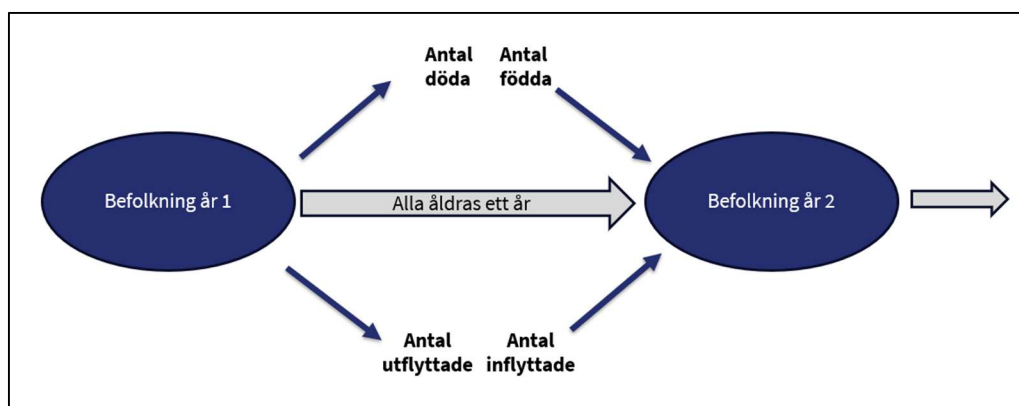 Antal
döda
Antal
födda
Befolkning år 1
Alla åldras ett år
Befolkning år 2
Antal
utflyttade
Antal
inflyttade